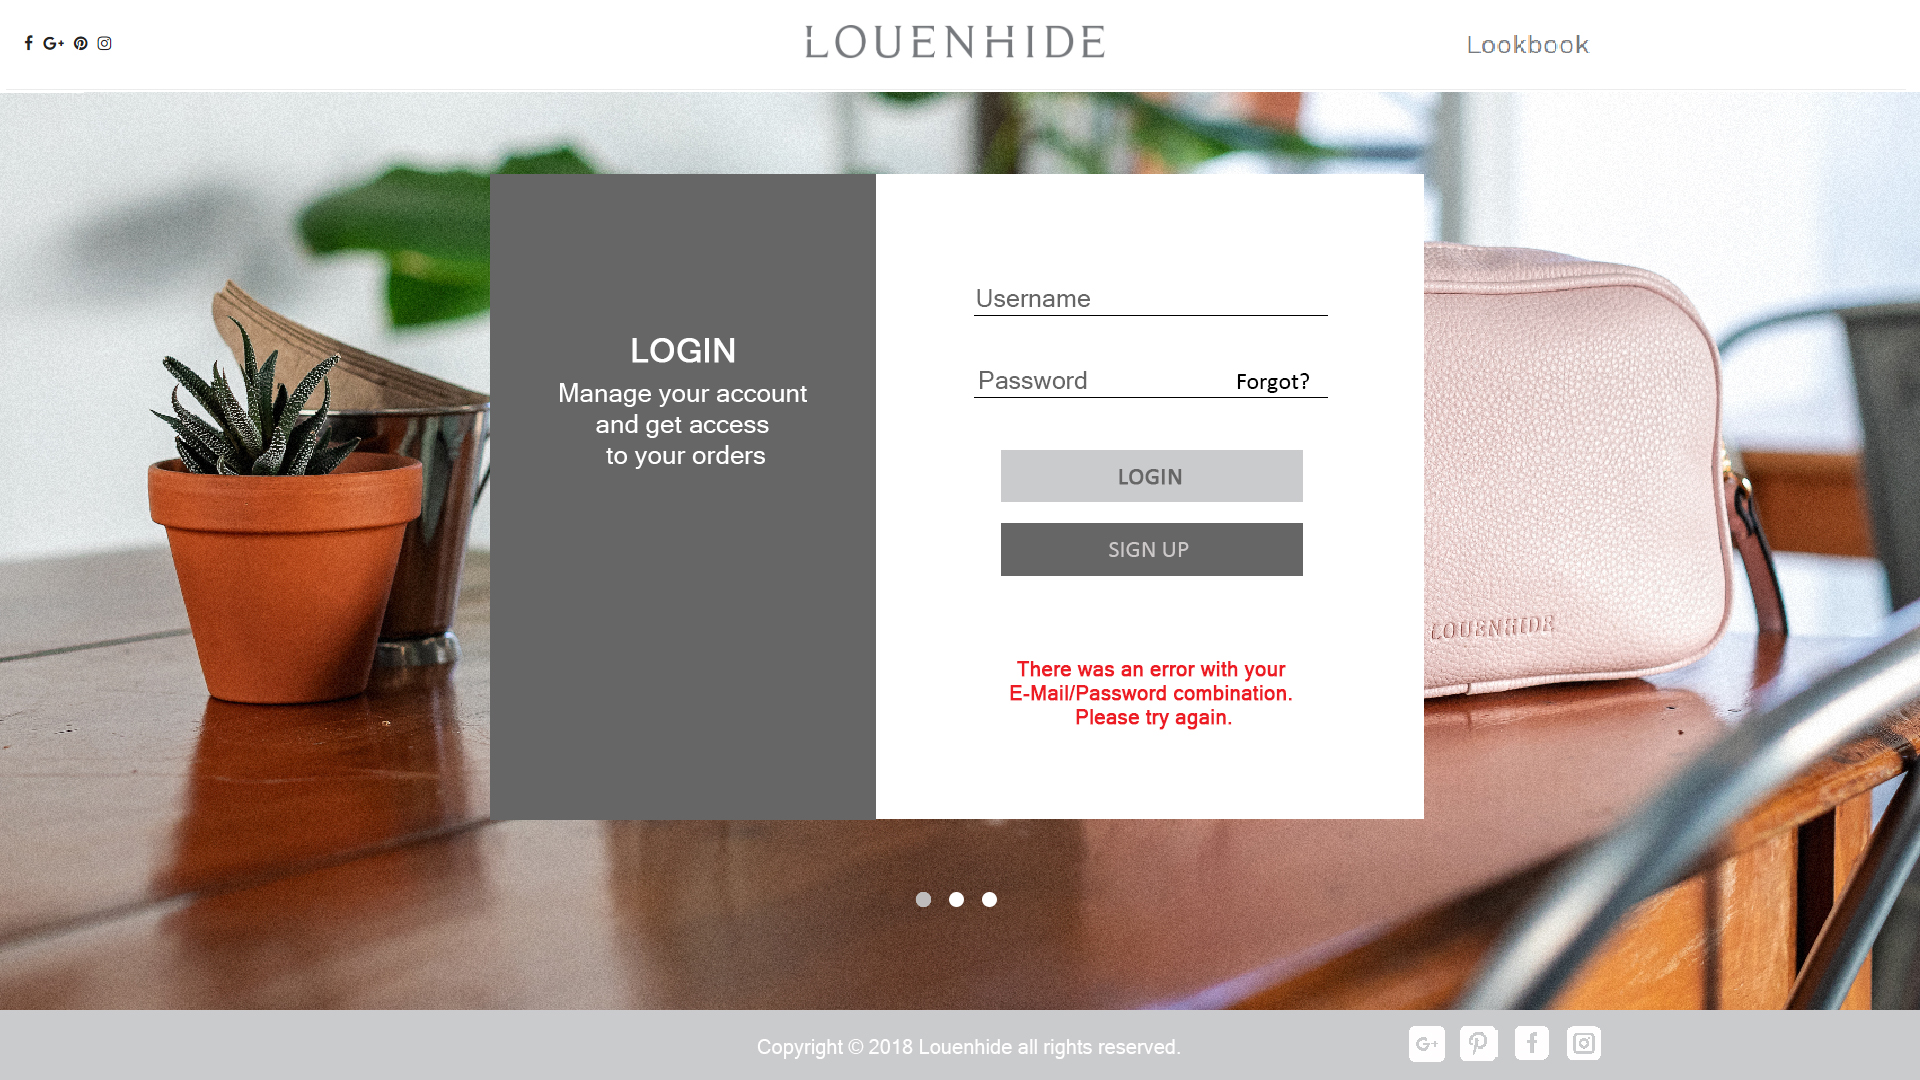 LOUENHIDE
Lookbook
LOGIN
Manage your account
and get access
to your orders
Username
Password
Forgot?
LOGIN
SIGN UP
There was an error with your
E-Mail/Password combination.
Please try again.
LOUENHIDE
Copyright © 2018 Louenhide all rights reserved.